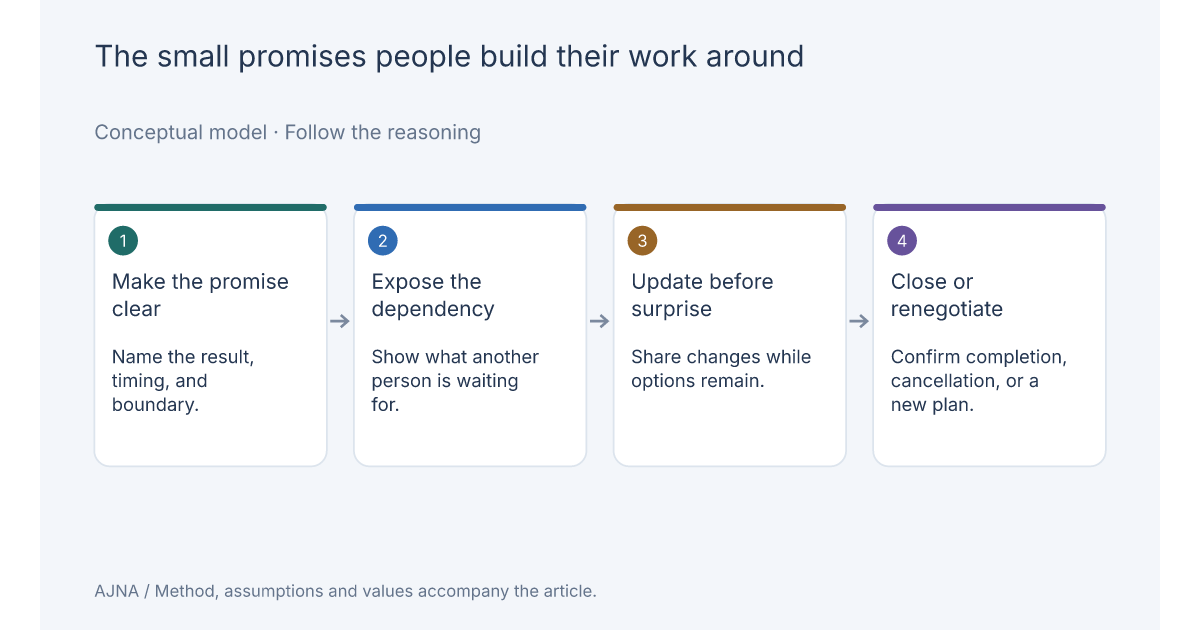 The small promises people build their work around
Conceptual model · Follow the reasoning
1
Make the promise
clear
Name the result,
timing, and
boundary.
2
Expose the
dependency
Show what another
person is waiting
for.
3
Update before
surprise
Share changes while
options remain.
4
Close or
renegotiate
Confirm completion,
cancellation, or a
new plan.
AJNA / Method, assumptions and values accompany the article.